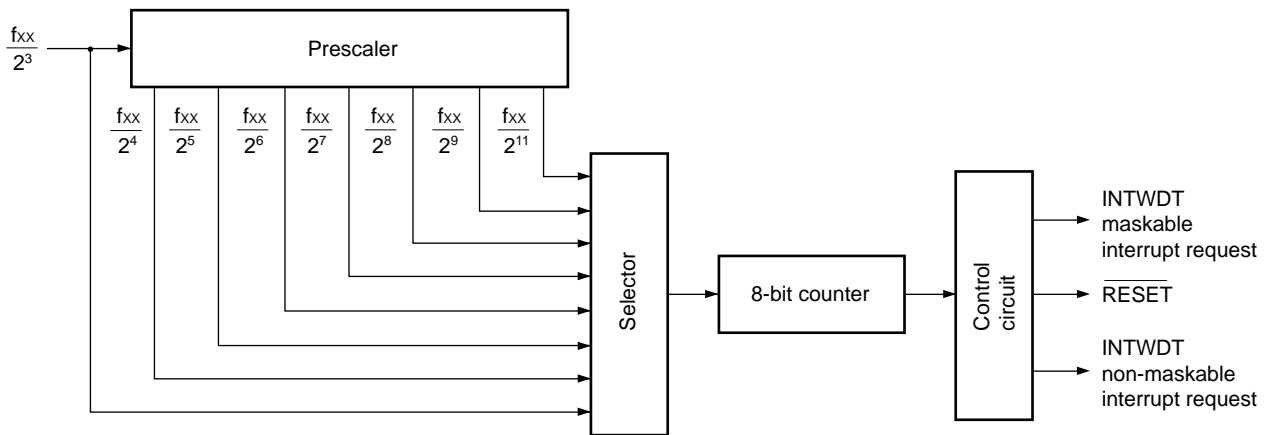 fxx
2³
Prescaler
fxx
2⁴
fxx
2⁵
fxx
2⁶
fxx
2⁷
fxx
2⁸
fxx
2⁹
fxx
2¹¹
Selector
8-bit counter
Control
circuit
INTWDT
maskable
interrupt request
RESET
INTWDT
non-maskable
interrupt request